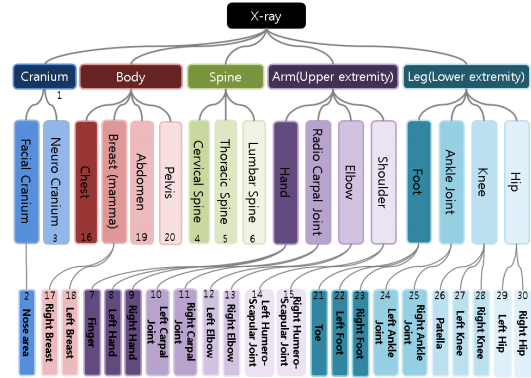 X-ray
Cranium
Body
Spine
Arm(Upper extremity)
Leg(Lower extremity)
1
Facial Cranium
Neuro Cranium
3
Chest
16
Breast (mamma)
Abdomen
19
Pelvis
20
Cervical Spine
4
Thoracic Spine
5
Lumbar Spine
6
Hand
Radio Carpal Joint
Elbow
Shoulder
Foot
Ankle Joint
Knee
Hip
2
Nose area
17
Right Breast
18
Left Breast
7
Finger
8
Left Hand
9
Right Hand
10
Left Carpal
Joint
11
Right Carpal
Joint
12
Left Elbow
13
Right Elbow
14
Left Humero-
Scapular Joint
15
Right Humero-
Scapular Joint
21
Toe
22
Left Foot
23
Right Foot
24
Left Ankle
Joint
25
Right Ankle
Joint
26
Patella
27
Left Knee
28
Right Knee
29
Left Hip
30
Right Hip